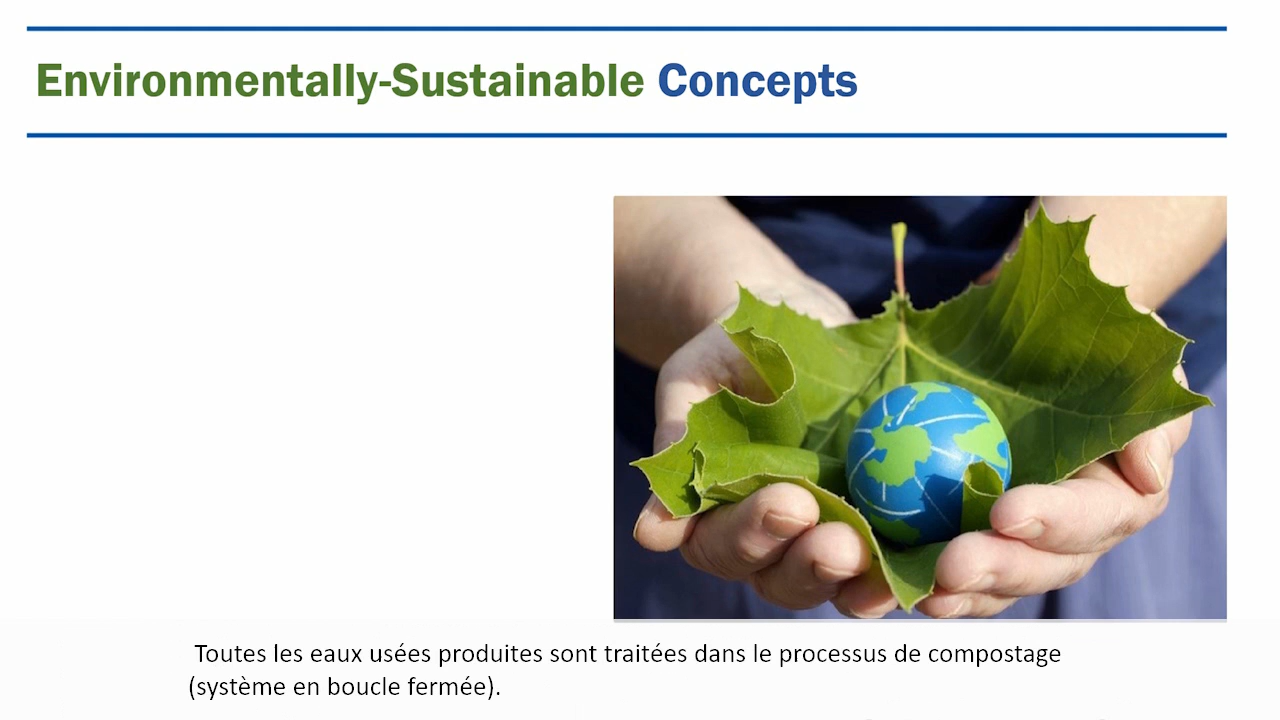 Environmentally-Sustainable Concepts
Toutes les eaux usées produites sont traitées dans le processus de compostage
(système en boucle fermée).